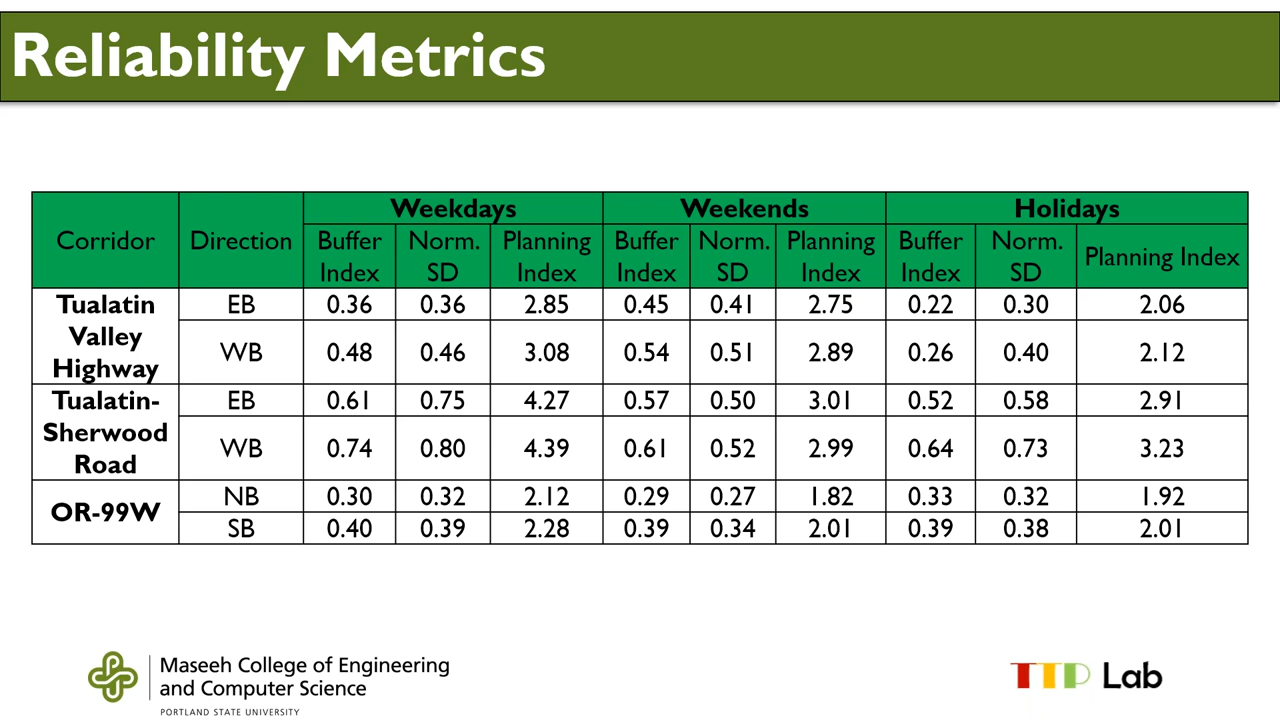 Reliability Metrics
Weekdays Weekends Holidays
Corridor Direction Buffer Index Norm. SD Planning Index Buffer Index Norm. SD Planning Index Buffer Index Norm. SD Planning Index
Tualatin Valley Highway EB 0.36 0.36 2.85 0.45 0.41 2.75 0.22 0.30 2.06
WB 0.48 0.46 3.08 0.54 0.51 2.89 0.26 0.40 2.12
Tualatin-Sherwood Road EB 0.61 0.75 4.27 0.57 0.50 3.01 0.52 0.58 2.91
WB 0.74 0.80 4.39 0.61 0.52 2.99 0.64 0.73 3.23
OR-99W NB 0.30 0.32 2.12 0.29 0.27 1.82 0.33 0.32 1.92
SB 0.40 0.39 2.28 0.39 0.34 2.01 0.39 0.38 2.01
Maseeh College of Engineering
and Computer Science
PORTLAND STATE UNIVERSITY
TTP Lab